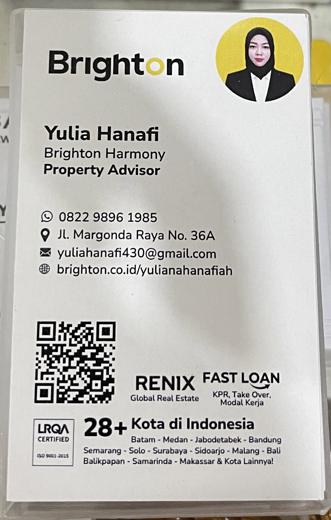 Brighton
Yulia Hanafi
Brighton Harmony
Property Advisor
0822 9896 1985
Jl. Margonda Raya No. 36A
yuliahanafi430@gmail.com
brighton.co.id/yulianahanafiah
RENIX
Global Real Estate
FAST LOAN
KPR, Take Over,
Modal Kerja
LRQA
CERTIFIED
ISO 9001:2015
28+ Kota di Indonesia
Batam - Medan - Jabodetabek - Bandung
Semarang - Solo - Surabaya - Sidoarjo - Malang - Bali
Balikpapan - Samarinda - Makassar & Kota Lainnya!